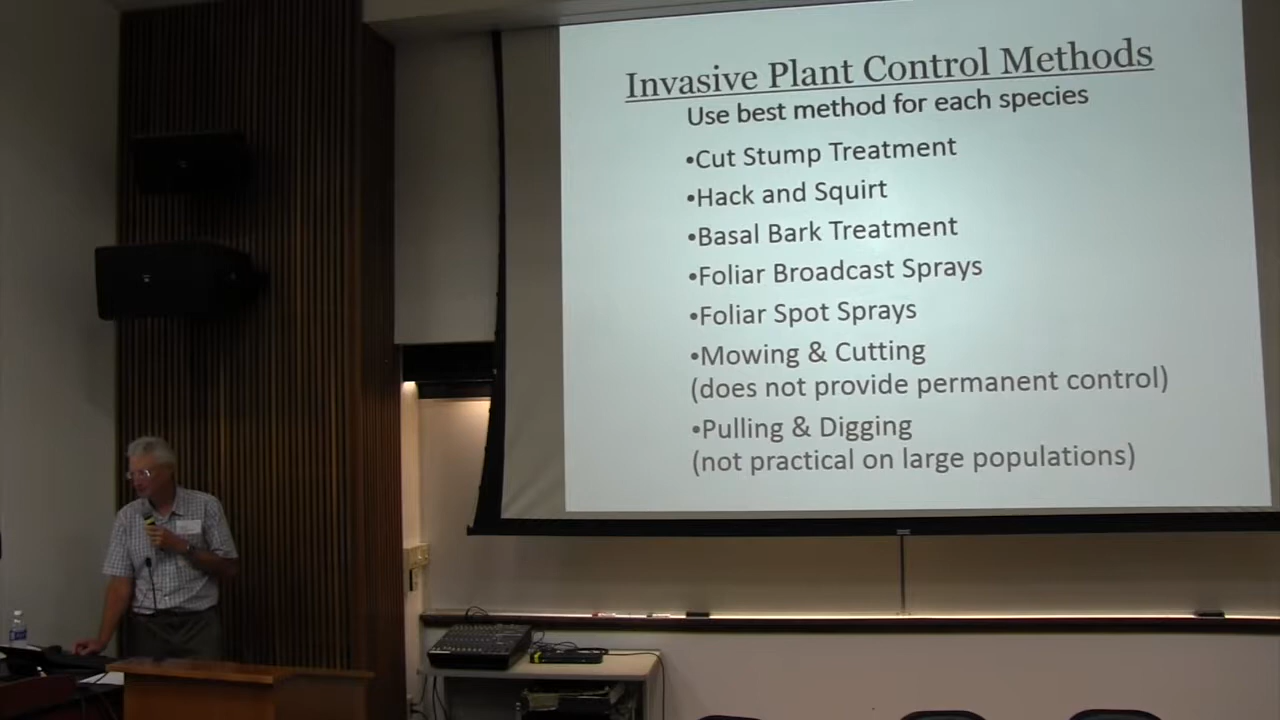 Invasive Plant Control Methods
Use best method for each species
•Cut Stump Treatment
•Hack and Squirt
•Basal Bark Treatment
•Foliar Broadcast Sprays
•Foliar Spot Sprays
•Mowing & Cutting
(does not provide permanent control)
•Pulling & Digging
(not practical on large populations)